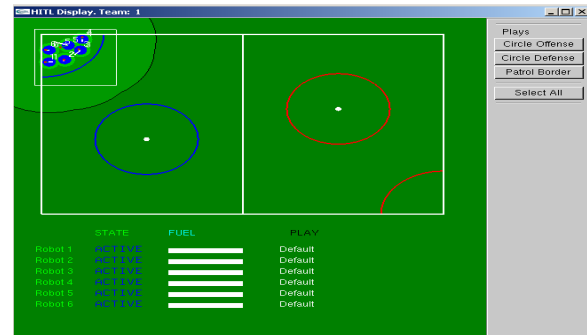 HITL Display. Team: 1
Plays
Circle Offense
Circle Defense
Patrol Border
Select All
STATE FUEL PLAY
Robot 1 ACTIVE Default
Robot 2 ACTIVE Default
Robot 3 ACTIVE Default
Robot 4 ACTIVE Default
Robot 5 ACTIVE Default
Robot 6 ACTIVE Default